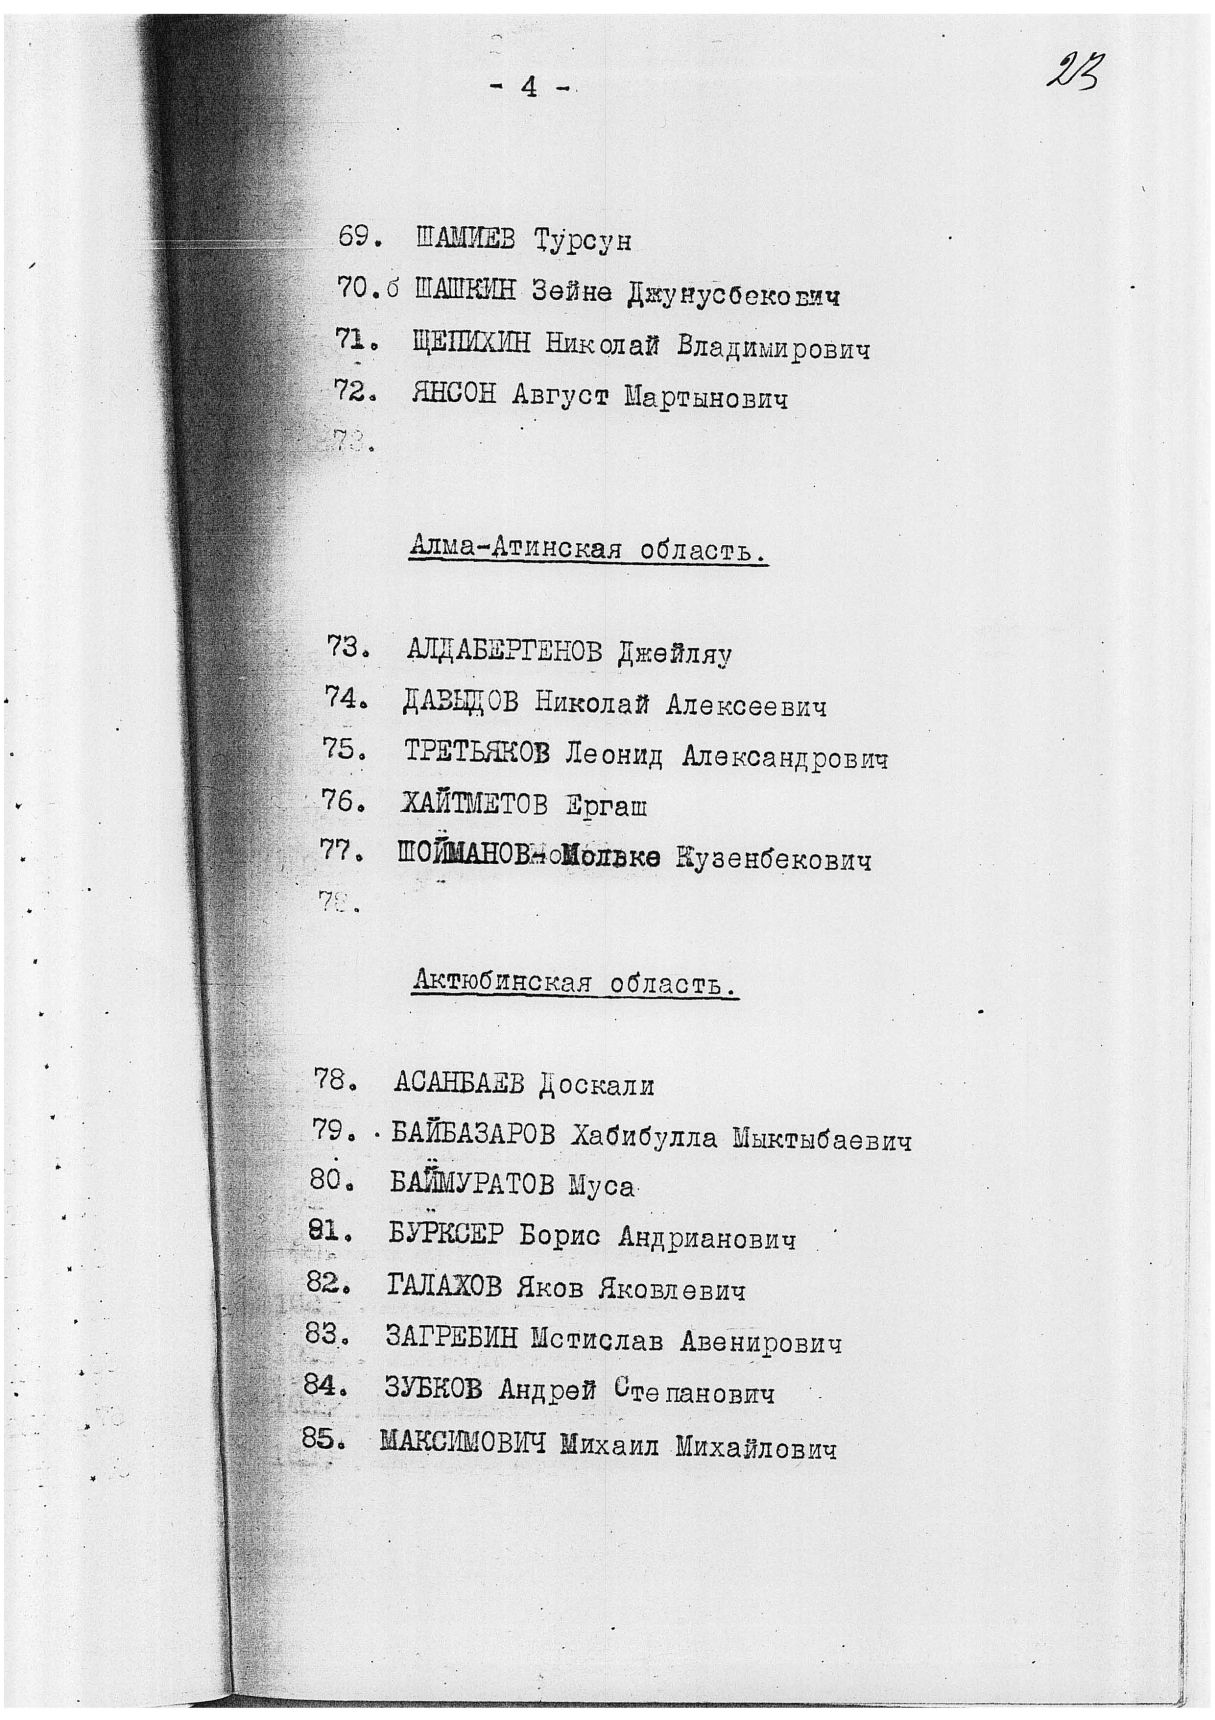 - 4 -
23
69. ШАМИЕВ Турсун
70.б ШАШКИН Зейне Джунусбекович
71. ЩЕПИХИН Николай Владимирович
72. ЯНСОН Август Мартынович
73.
Алма-Атинская область.
73. АЛДАБЕРГЕНОВ Джейляу
74. ДАВЫДОВ Николай Алексеевич
75. ТРЕТЬЯКОВ Леонид Александрович
76. ХАЙТМЕТОВ Ергаш
77. ШОЙМАНОВ Мольке Кузенбекович
78.
Актюбинская область.
78. АСАНБАЕВ Доскали
79. БАЙБАЗАРОВ Хабибулла Мыктыбаевич
80. БАЙМУРАТОВ Муса
81. БУРКСЕР Борис Андрианович
82. ГАЛАХОВ Яков Яковлевич
83. ЗАГРЕБИН Мстислав Авенирович
84. ЗУБКОВ Андрей Степанович
85. МАКСИМОВИЧ Михаил Михайлович